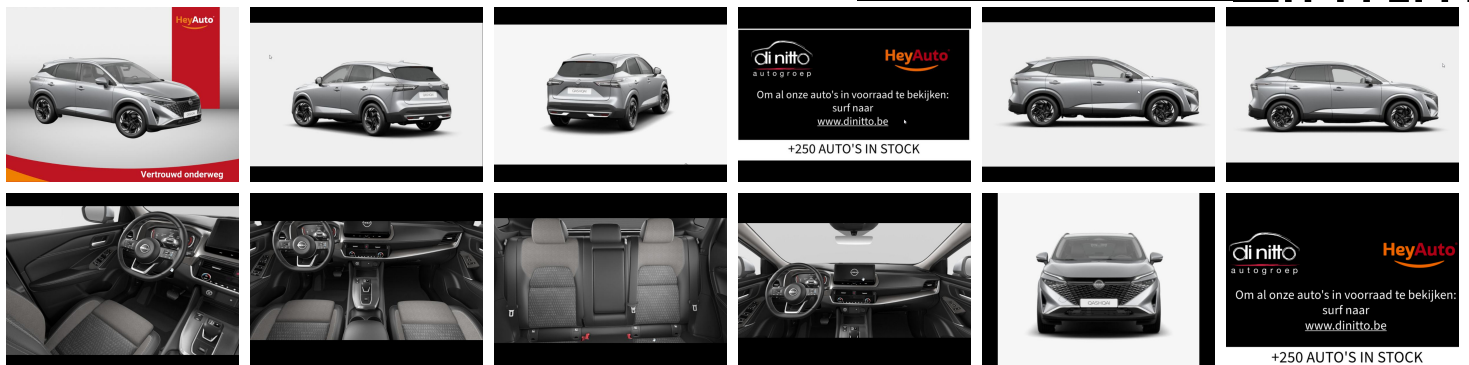 HeyAuto
Vertrouwd onderweg
di nitto
autogroep
HeyAuto
Om al onze auto's in voorraad te bekijken:
surf naar
www.dinitto.be
+250 AUTO'S IN STOCK
QASHQAI
di nitto
autogroep
HeyAuto
Om al onze auto's in voorraad te bekijken:
surf naar
www.dinitto.be
+250 AUTO'S IN STOCK